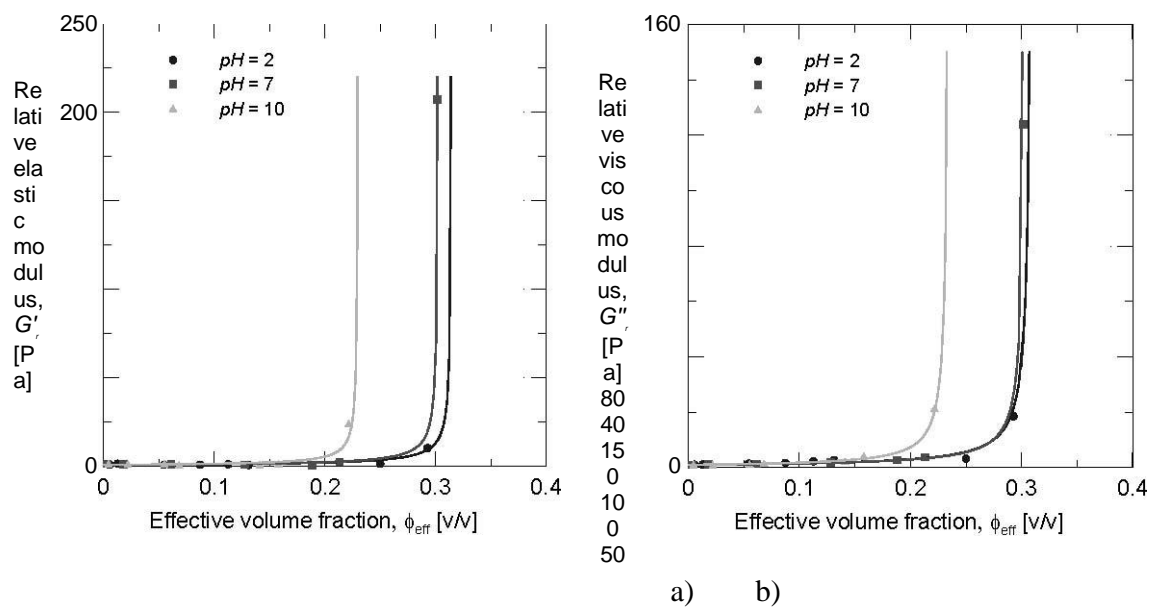 250
200
0
Re
lati
ve
ela
sti
c
mo
dul
us,
G'r
[P
a]
pH = 2
pH = 7
pH = 10
0 0.1 0.2 0.3 0.4
Effective volume fraction, ϕeff [v/v]
160
0
Re
lati
ve
vis
co
us
mo
dul
us,
G''r
[P
a]
80
40
15
0
10
0
50
pH = 2
pH = 7
pH = 10
0 0.1 0.2 0.3 0.4
Effective volume fraction, ϕeff [v/v]
a) b)